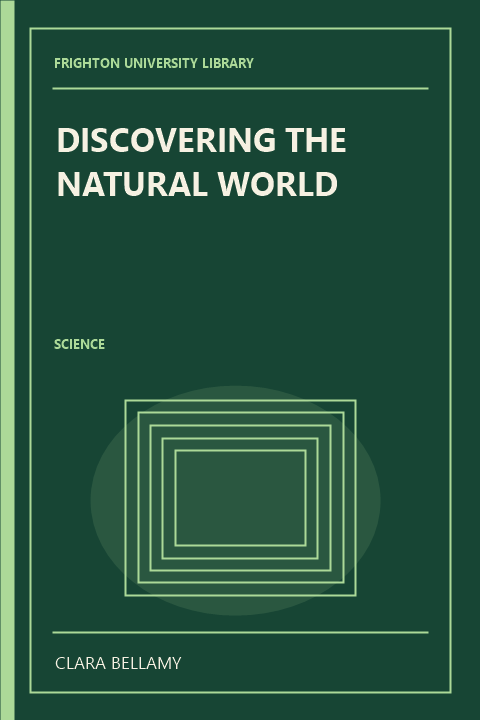 FRIGHTON UNIVERSITY LIBRARY
DISCOVERING THE
NATURAL WORLD
SCIENCE
CLARA BELLAMY